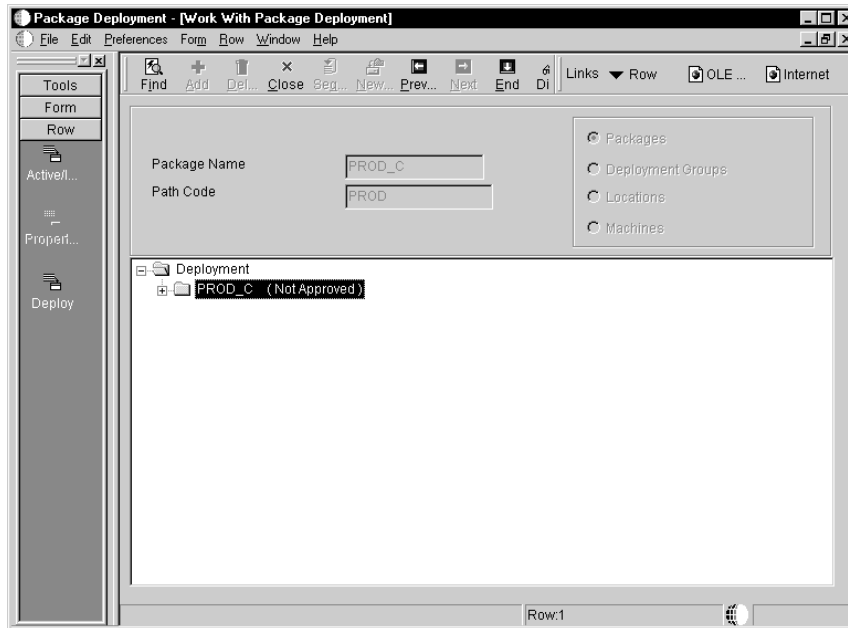 Package Deployment - [Work With Package Deployment]
File Edit Preferences Form Row Window Help
Find Add Del... Close Seq... New... Prev... Next End Di Links Row OLE ... Internet
Tools
Form
Row
Active/I...
Propert...
Deploy
Package Name PROD_C
Path Code PROD
Packages
Deployment Groups
Locations
Machines
Deployment
PROD_C (Not Approved)
Row:1